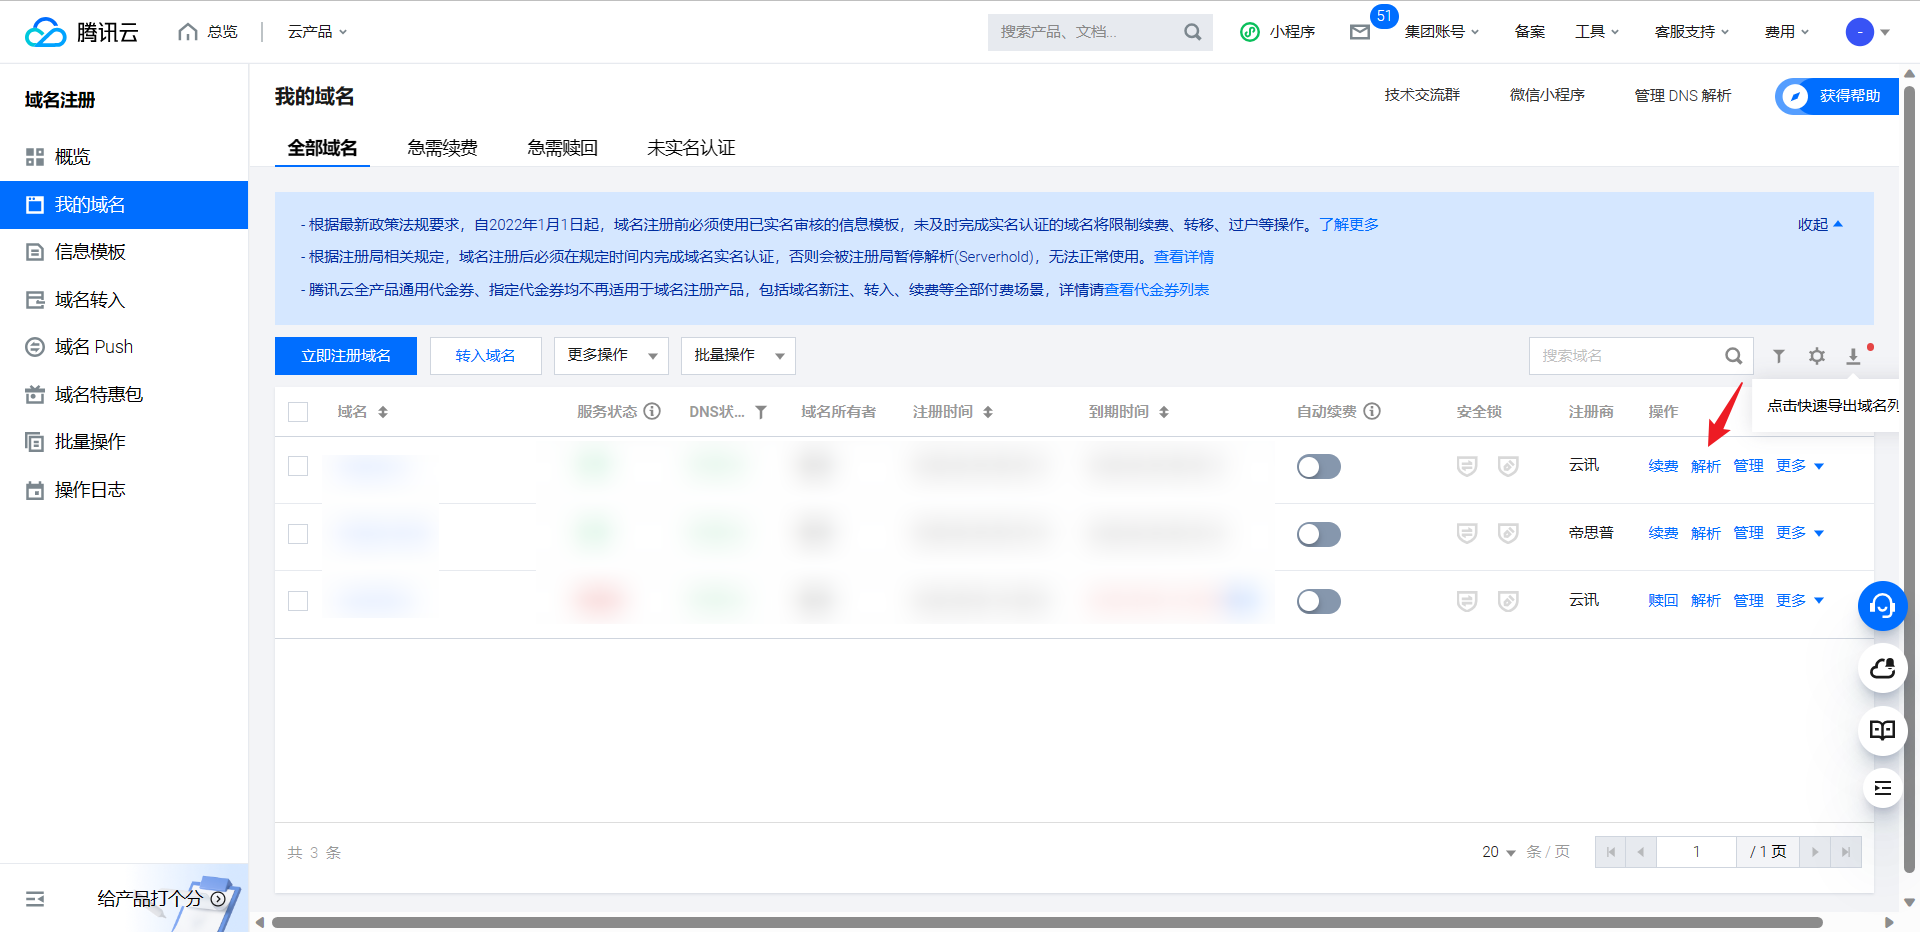 腾讯云 总览 云产品 搜索产品、文档... 小程序 51 集团账号 备案 工具 客服支持 费用 -
域名注册
概览
我的域名
信息模板
域名转入
域名 Push
域名特惠包
批量操作
操作日志
给产品打个分
我的域名 技术交流群 微信小程序 管理 DNS 解析 获得帮助
全部域名 急需续费 急需赎回 未实名认证
- 根据最新政策法规要求，自2022年1月1日起，域名注册前必须使用已实名审核的信息模板，未及时完成实名认证的域名将限制续费、转移、过户等操作。了解更多 收起
- 根据注册局相关规定，域名注册后必须在规定时间内完成域名实名认证，否则会被注册局暂停解析(Serverhold)，无法正常使用。查看详情
- 腾讯云全产品通用代金券、指定代金券均不再适用于域名注册产品，包括域名新注、转入、续费等全部付费场景，详情请查看代金券列表
立即注册域名 转入域名 更多操作 批量操作 搜索域名
点击快速导出域名列
域名 服务状态 DNS状... 域名所有者 注册时间 到期时间 自动续费 安全锁 注册商 操作
云讯 续费 解析 管理 更多
帝思普 续费 解析 管理 更多
云讯 赎回 解析 管理 更多
共 3 条 20 条 / 页 1 / 1 页